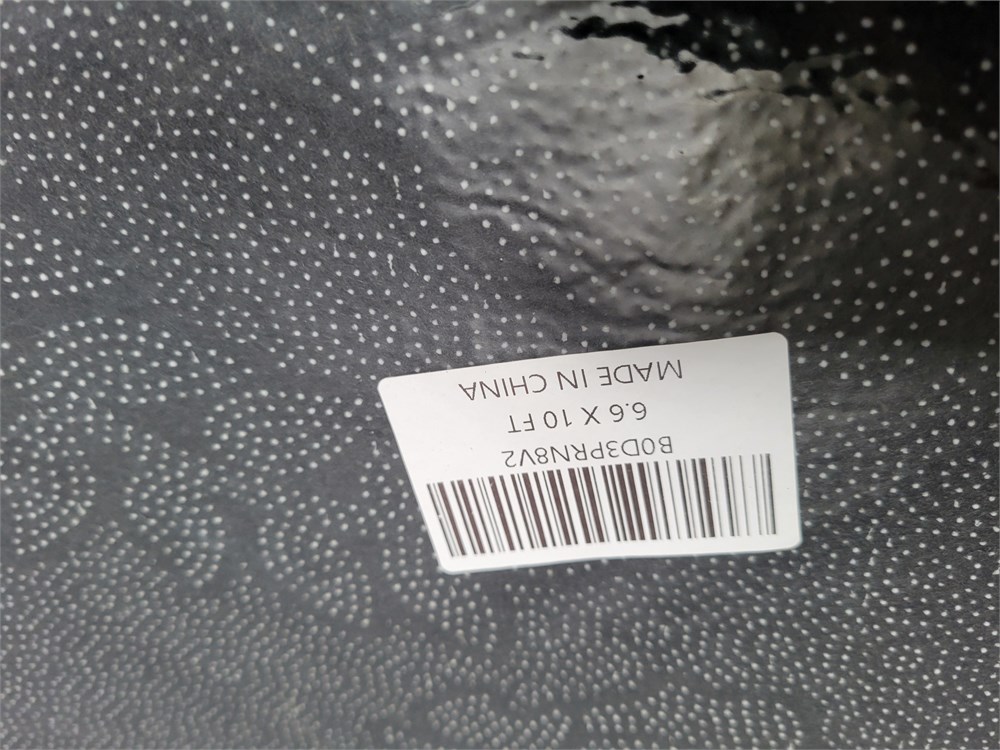 B0D3PRN8V2
6.6 X 10 FT
MADE IN CHINA